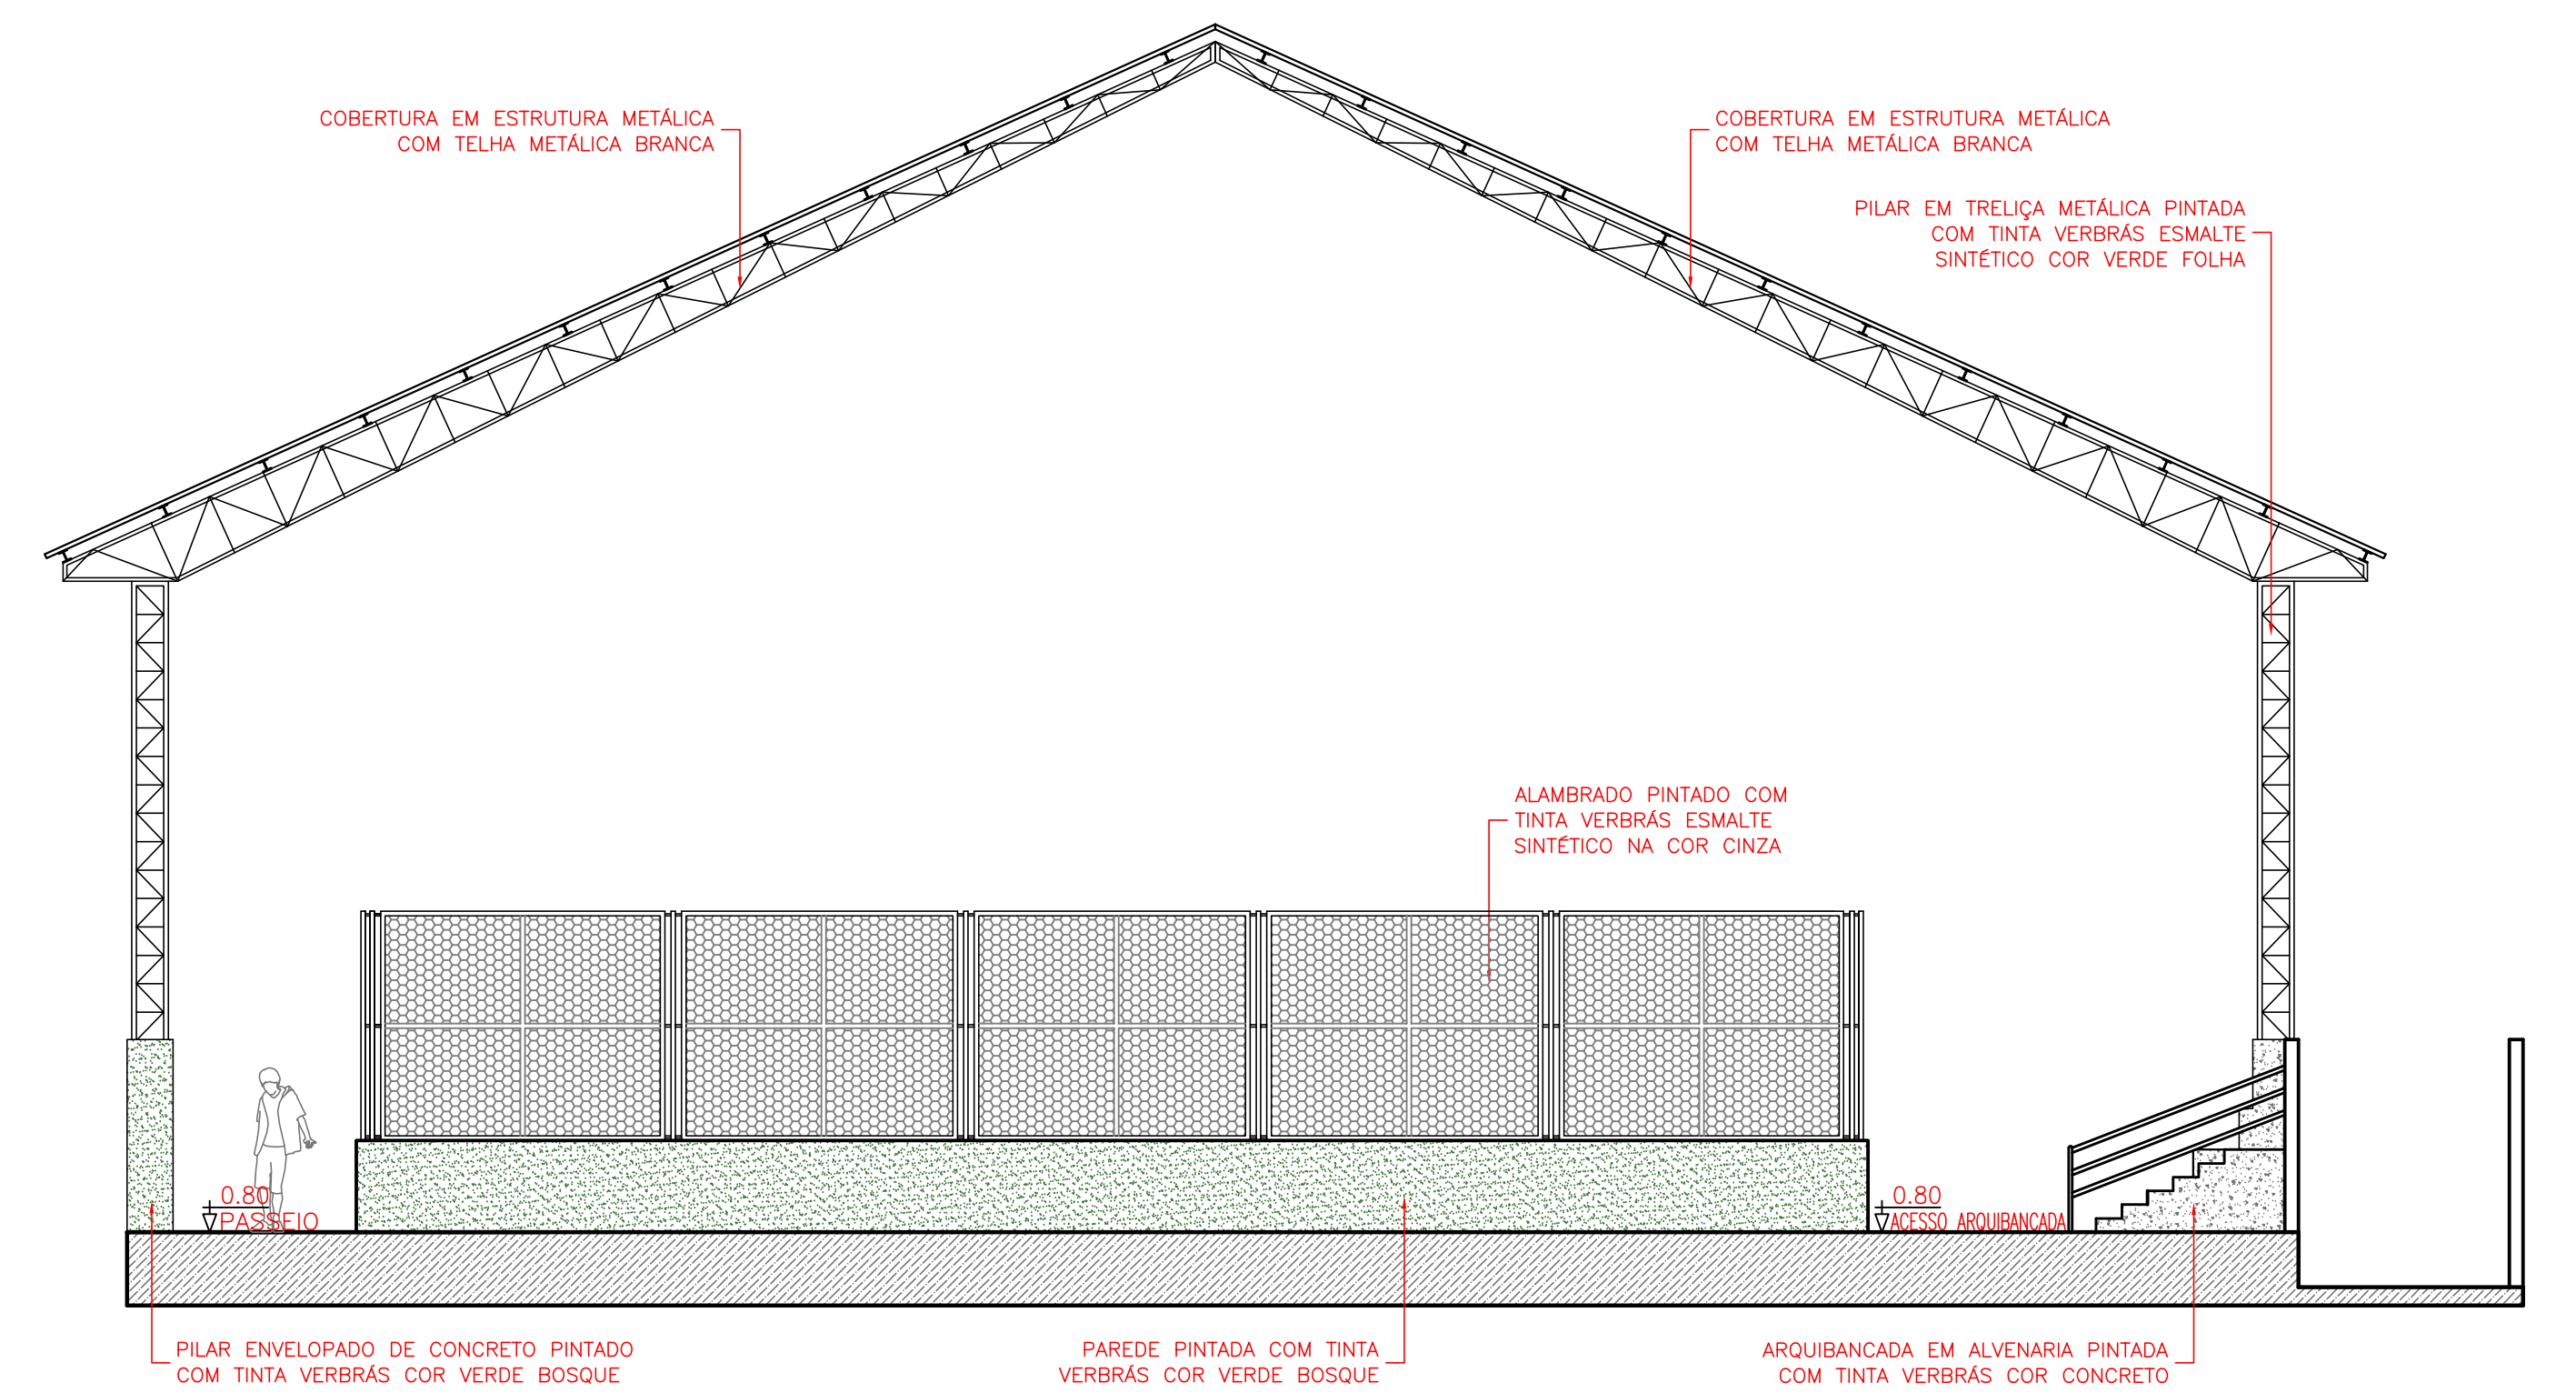 COBERTURA EM ESTRUTURA METÁLICA
COM TELHA METÁLICA BRANCA
COBERTURA EM ESTRUTURA METÁLICA
COM TELHA METÁLICA BRANCA
PILAR EM TRELIÇA METÁLICA PINTADA
COM TINTA VERBRÁS ESMALTE
SINTÉTICO COR VERDE FOLHA
ALAMBRADO PINTADO COM
TINTA VERBRÁS ESMALTE
SINTÉTICO NA COR CINZA
0.80
PASSEIO
0.80
ACESSO ARQUIBANCADA
PILAR ENVELOPADO DE CONCRETO PINTADO
COM TINTA VERBRÁS COR VERDE BOSQUE
PAREDE PINTADA COM TINTA
VERBRÁS COR VERDE BOSQUE
ARQUIBANCADA EM ALVENARIA PINTADA
COM TINTA VERBRÁS COR CONCRETO